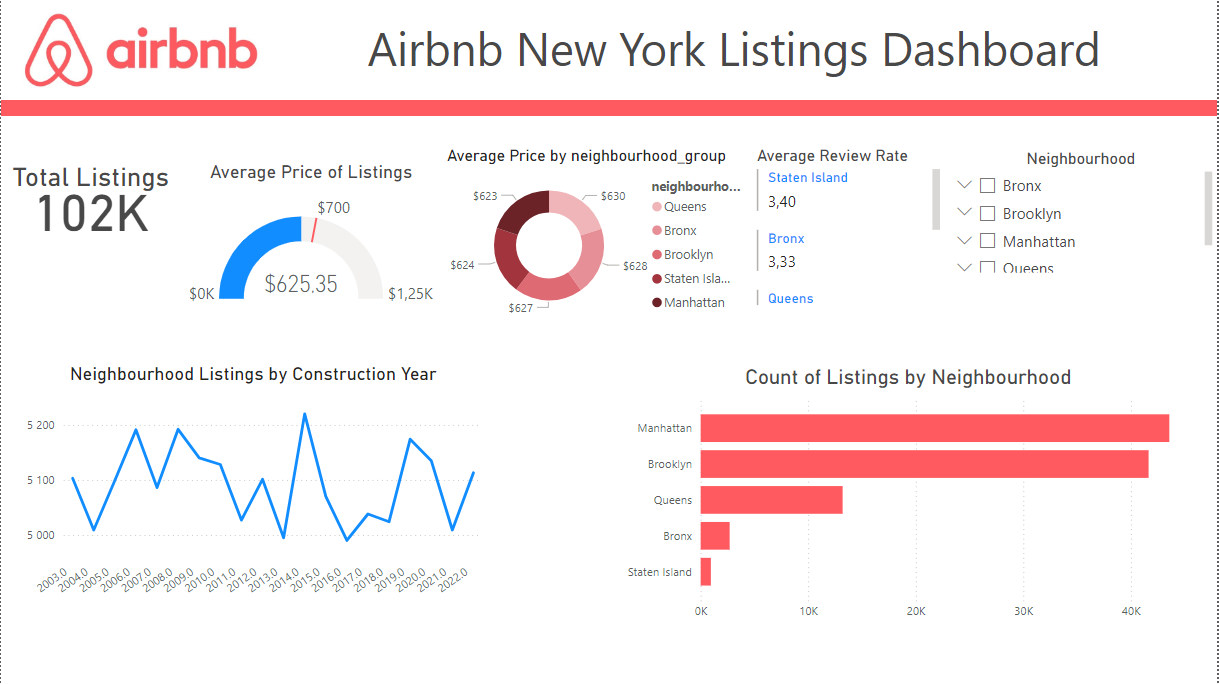 airbnb
Airbnb New York Listings Dashboard
Total Listings
102K
Average Price of Listings
$700
$625,35
$0K
$1,25K
Average Price by neighbourhood_group
$623
$630
$624
$628
$627
neighbourho...
Queens
Bronx
Brooklyn
Staten Isla...
Manhattan
Average Review Rate
Staten Island
3,40
Bronx
3,33
Queens
Neighbourhood
Bronx
Brooklyn
Manhattan
Queens
Neighbourhood Listings by Construction Year
5 200
5 100
5 000
2003.0
2004.0
2005.0
2006.0
2007.0
2008.0
2009.0
2010.0
2011.0
2012.0
2013.0
2014.0
2015.0
2016.0
2017.0
2018.0
2019.0
2020.0
2021.0
2022.0
Count of Listings by Neighbourhood
Manhattan
Brooklyn
Queens
Bronx
Staten Island
0K
10K
20K
30K
40K